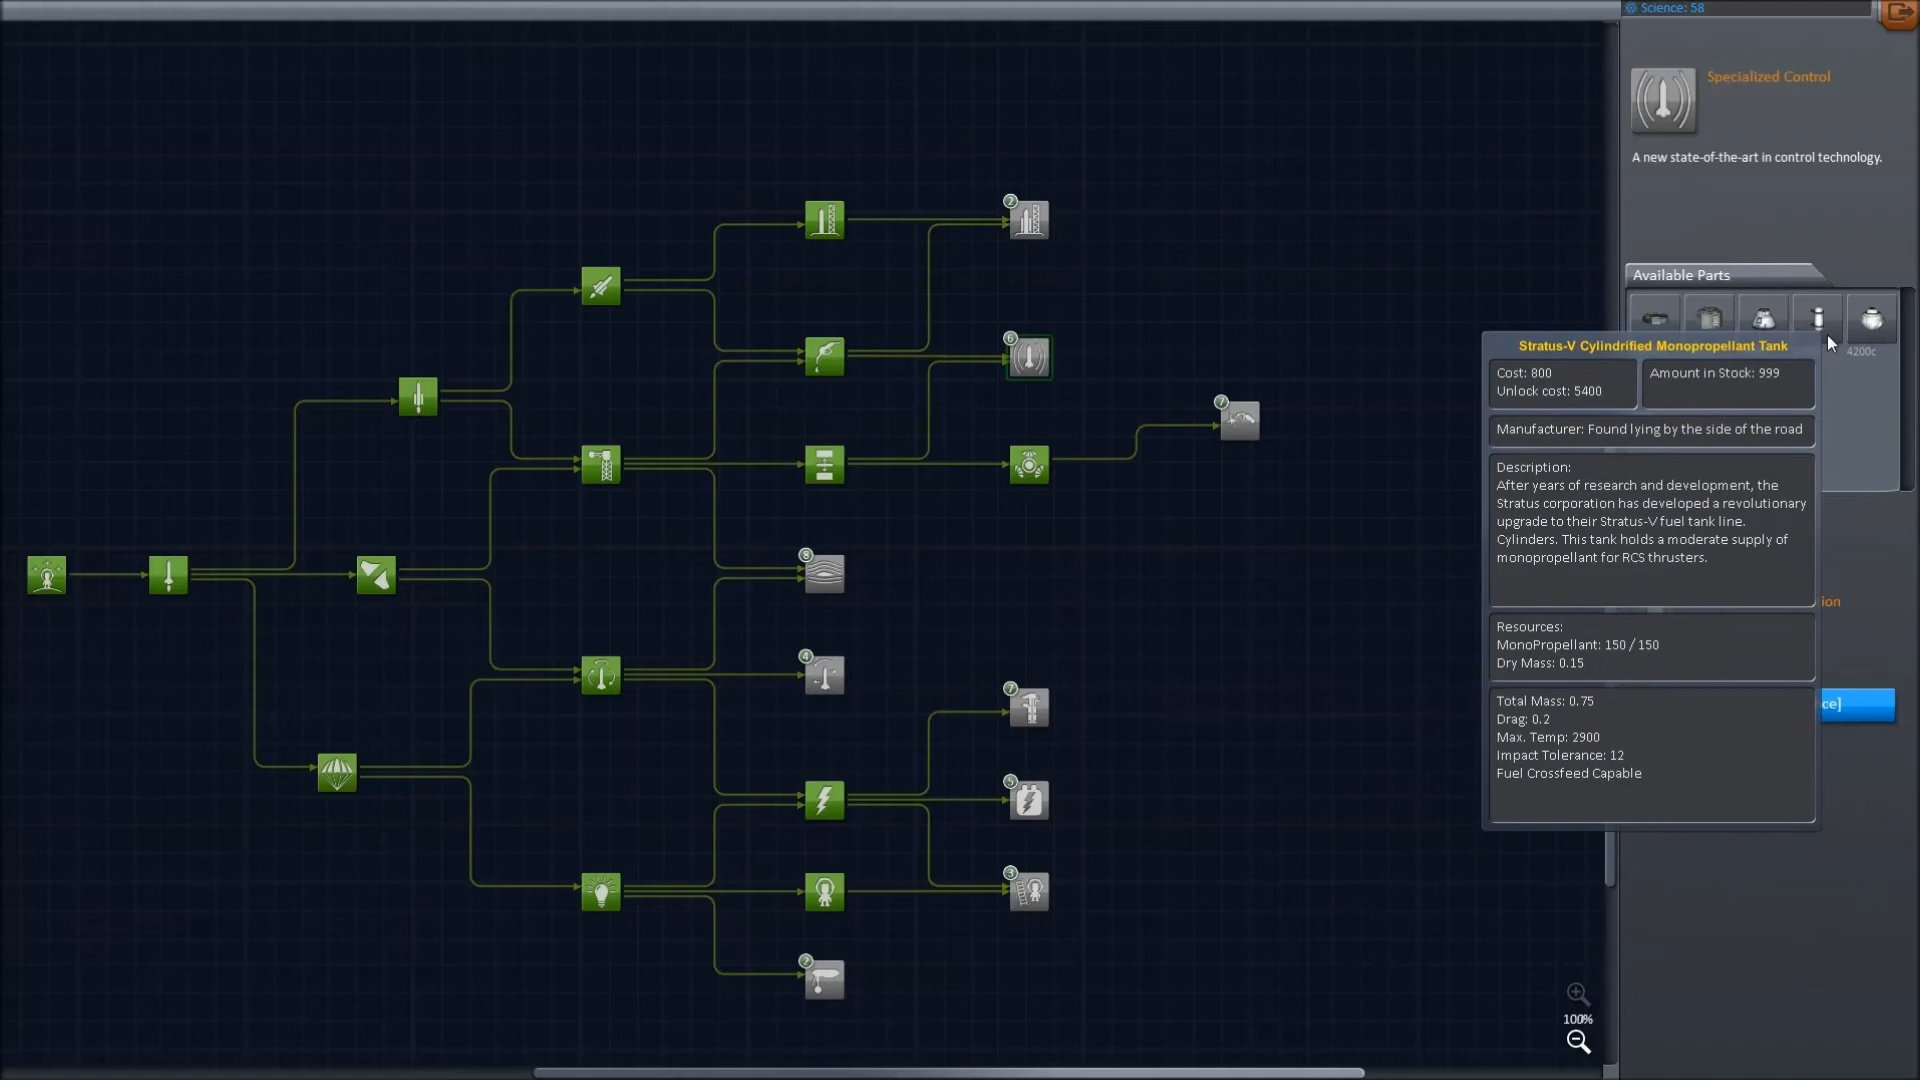 Science: 58
Specialized Control
A new state-of-the-art in control technology.
Available Parts
4200c
Stratus-V Cylindrified Monopropellant Tank
Cost: 800
Unlock cost: 5400
Amount in Stock: 999
Manufacturer: Found lying by the side of the road
Description:
After years of research and development, the
Stratus corporation has developed a revolutionary
upgrade to their Stratus-V fuel tank line.
Cylinders. This tank holds a moderate supply of
monopropellant for RCS thrusters.
Resources:
MonoPropellant: 150 / 150
Dry Mass: 0.15
Total Mass: 0.75
Drag: 0.2
Max. Temp: 2900
Impact Tolerance: 12
Fuel Crossfeed Capable
ion
ce]
2
6
7
8
4
7
5
3
2
100%